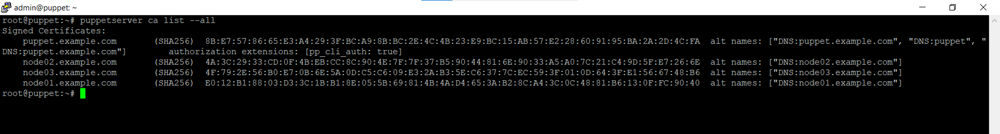 admin@puppet: ~
root@puppet:~# puppetserver ca list --all
Signed Certificates:
    puppet.example.com       (SHA256)  8B:E7:57:86:65:E3:A4:29:3F:BC:A9:8B:BC:2E:4C:4B:23:E9:BC:15:AB:57:E2:28:60:91:95:BA:2A:2D:4C:FA  alt names: ["DNS:puppet.example.com", "DNS:puppet", "
DNS:puppet.example.com"]        authorization extensions: [pp_cli_auth: true]
    node02.example.com       (SHA256)  4A:3C:29:33:CD:0F:4B:EB:CC:8C:90:4E:7F:7F:37:B5:90:44:81:6E:90:33:A5:A0:7C:21:C4:9D:5F:E7:26:6E  alt names: ["DNS:node02.example.com"]
    node03.example.com       (SHA256)  4F:79:2E:56:B0:E7:0B:6E:5A:0D:C5:C6:09:E3:2A:B3:5E:C6:37:7C:EC:59:3F:01:0D:64:3F:E1:56:67:48:B6  alt names: ["DNS:node03.example.com"]
    node01.example.com       (SHA256)  E0:12:B1:88:03:D3:3C:1B:B1:8E:05:5B:69:81:4B:4A:D4:65:3A:B2:8C:A4:3C:0C:48:81:B6:13:0F:FC:90:40  alt names: ["DNS:node01.example.com"]
root@puppet:~#